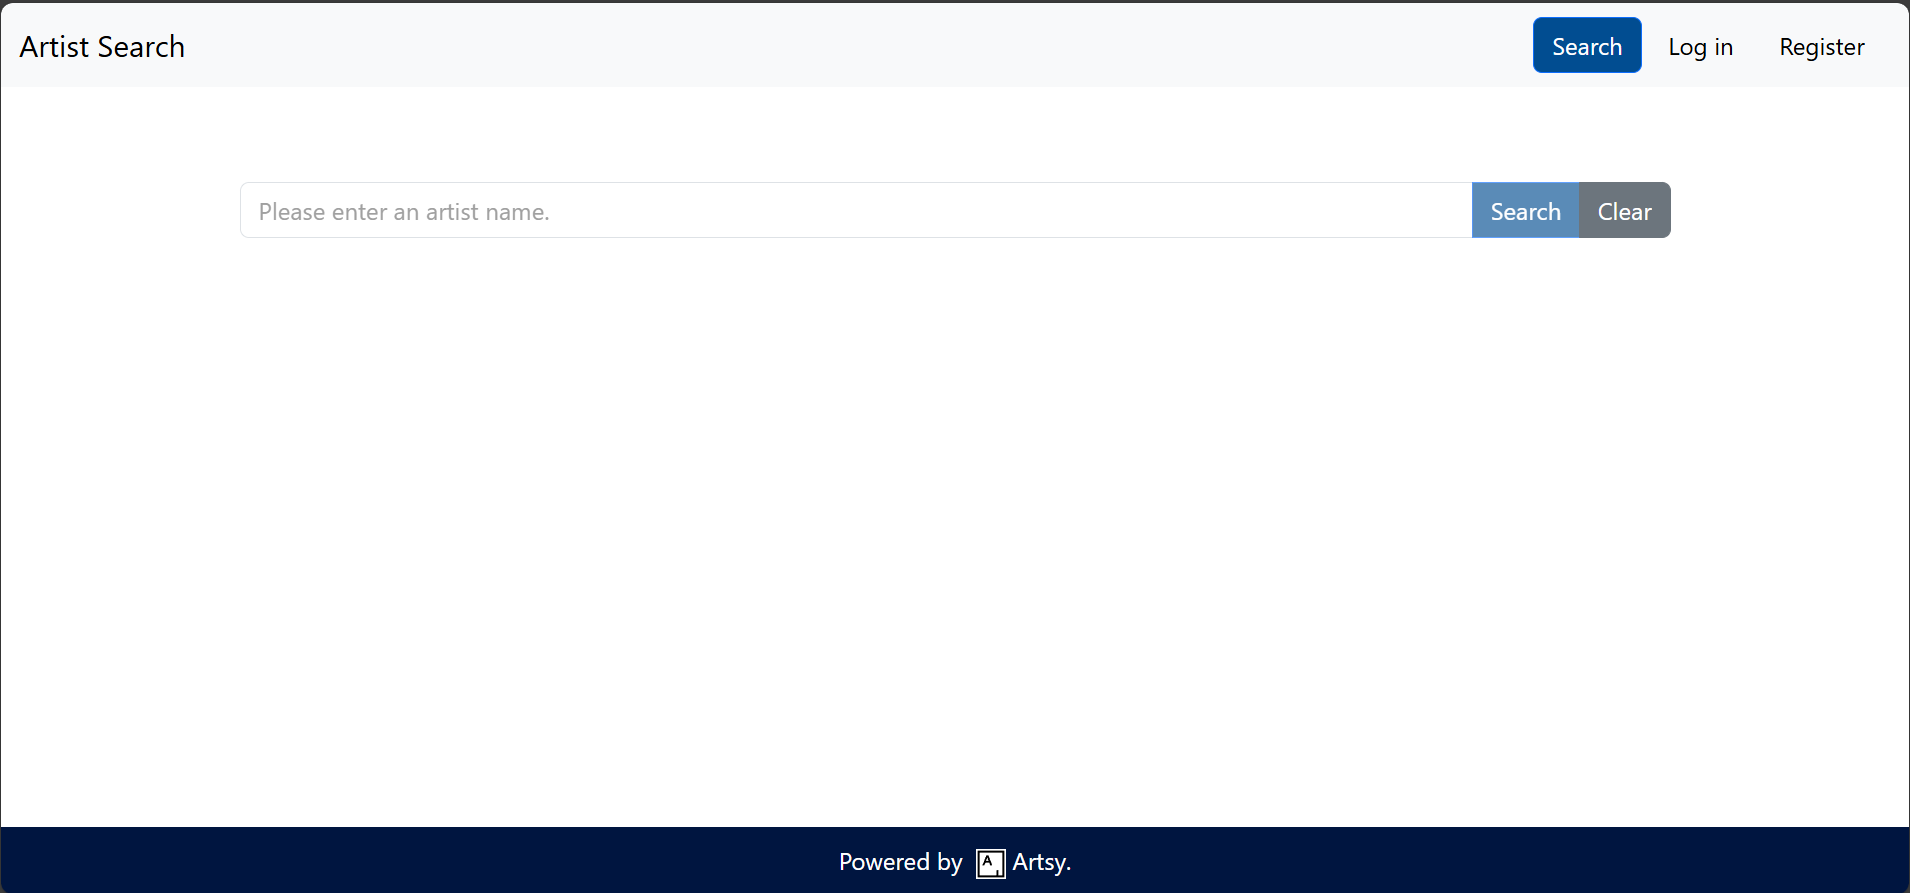 Artist Search Search Log in Register
Please enter an artist name. Search Clear
Powered by A Artsy.